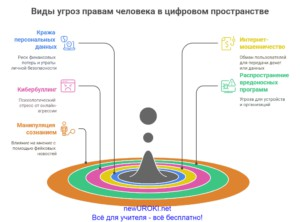 Виды угроз правам человека в цифровом пространстве
Кража
персональных
данных
Риск финансовых
потерь и утраты
личной безопасности
Кибербуллинг
Психологический
стресс от онлайн-
агрессии
Манипуляция
сознанием
Влияние на мнение с
помощью фейковых
новостей
Интернет-
мошенничество
Обман пользователей
для передачи денег
или данных
Распространение
вредоносных
программ
Угроза для устройств
и организаций
newUROKI.net
Всё для учителя - всё бесплатно!